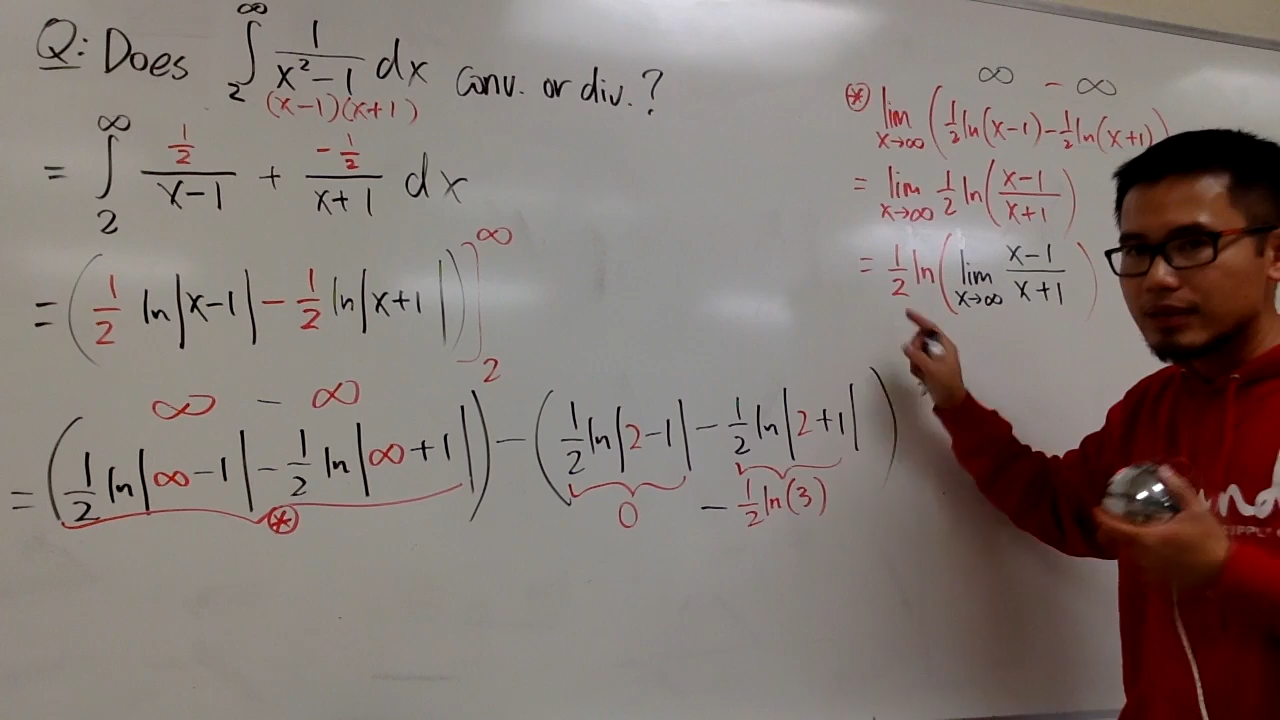 Q: Does ∫₂^∞ 1/(x²-1) dx conv. or div.?
(x-1)(x+1)
= ∫₂^∞ (1/2)/(x-1) + (-1/2)/(x+1) dx
= (1/2 ln|x-1| - 1/2 ln|x+1|)]₂^∞
∞ - ∞
= (1/2 ln|∞-1| - 1/2 ln|∞+1|) - (1/2 ln|2-1| - 1/2 ln|2+1|)
⊛ 0 - 1/2 ln(3)
∞ - ∞
⊛ lim x→∞ (1/2 ln(x-1) - 1/2 ln(x+1))
= lim x→∞ 1/2 ln((x-1)/(x+1))
= 1/2 ln(lim x→∞ (x-1)/(x+1))